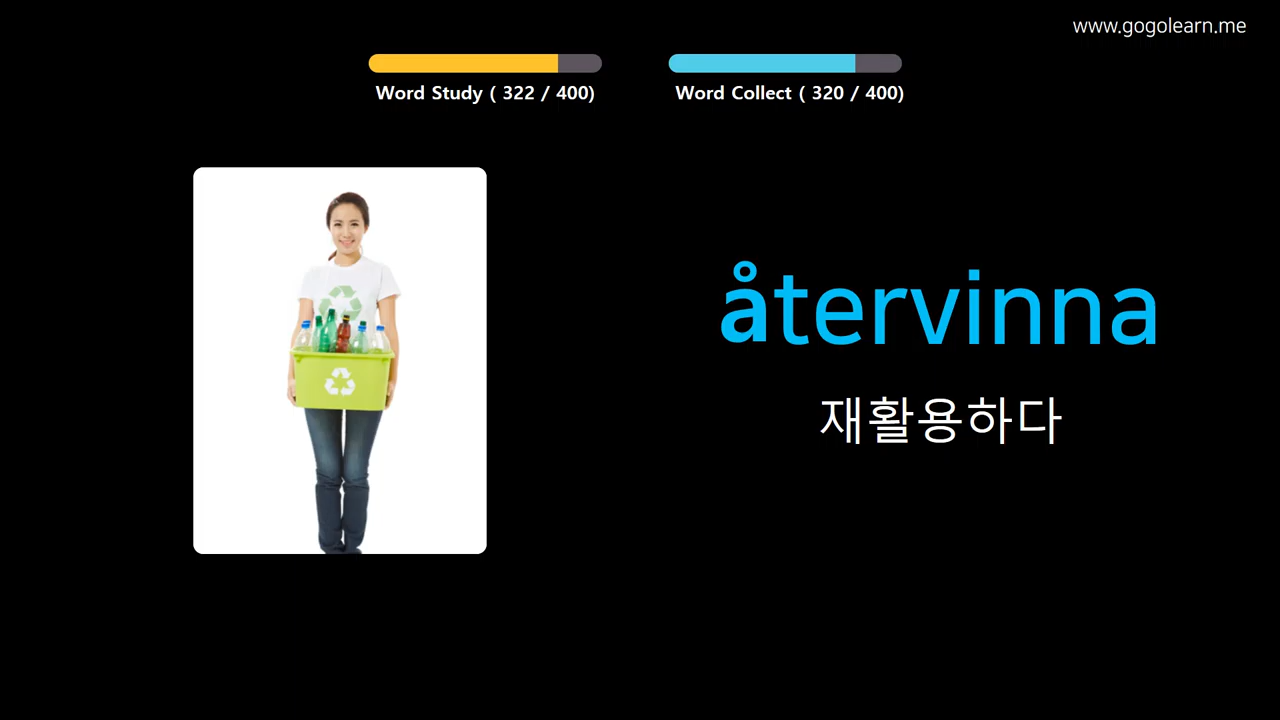 www.gogolearn.me
Word Study ( 322 / 400)
Word Collect ( 320 / 400)
återvinna
재활용하다